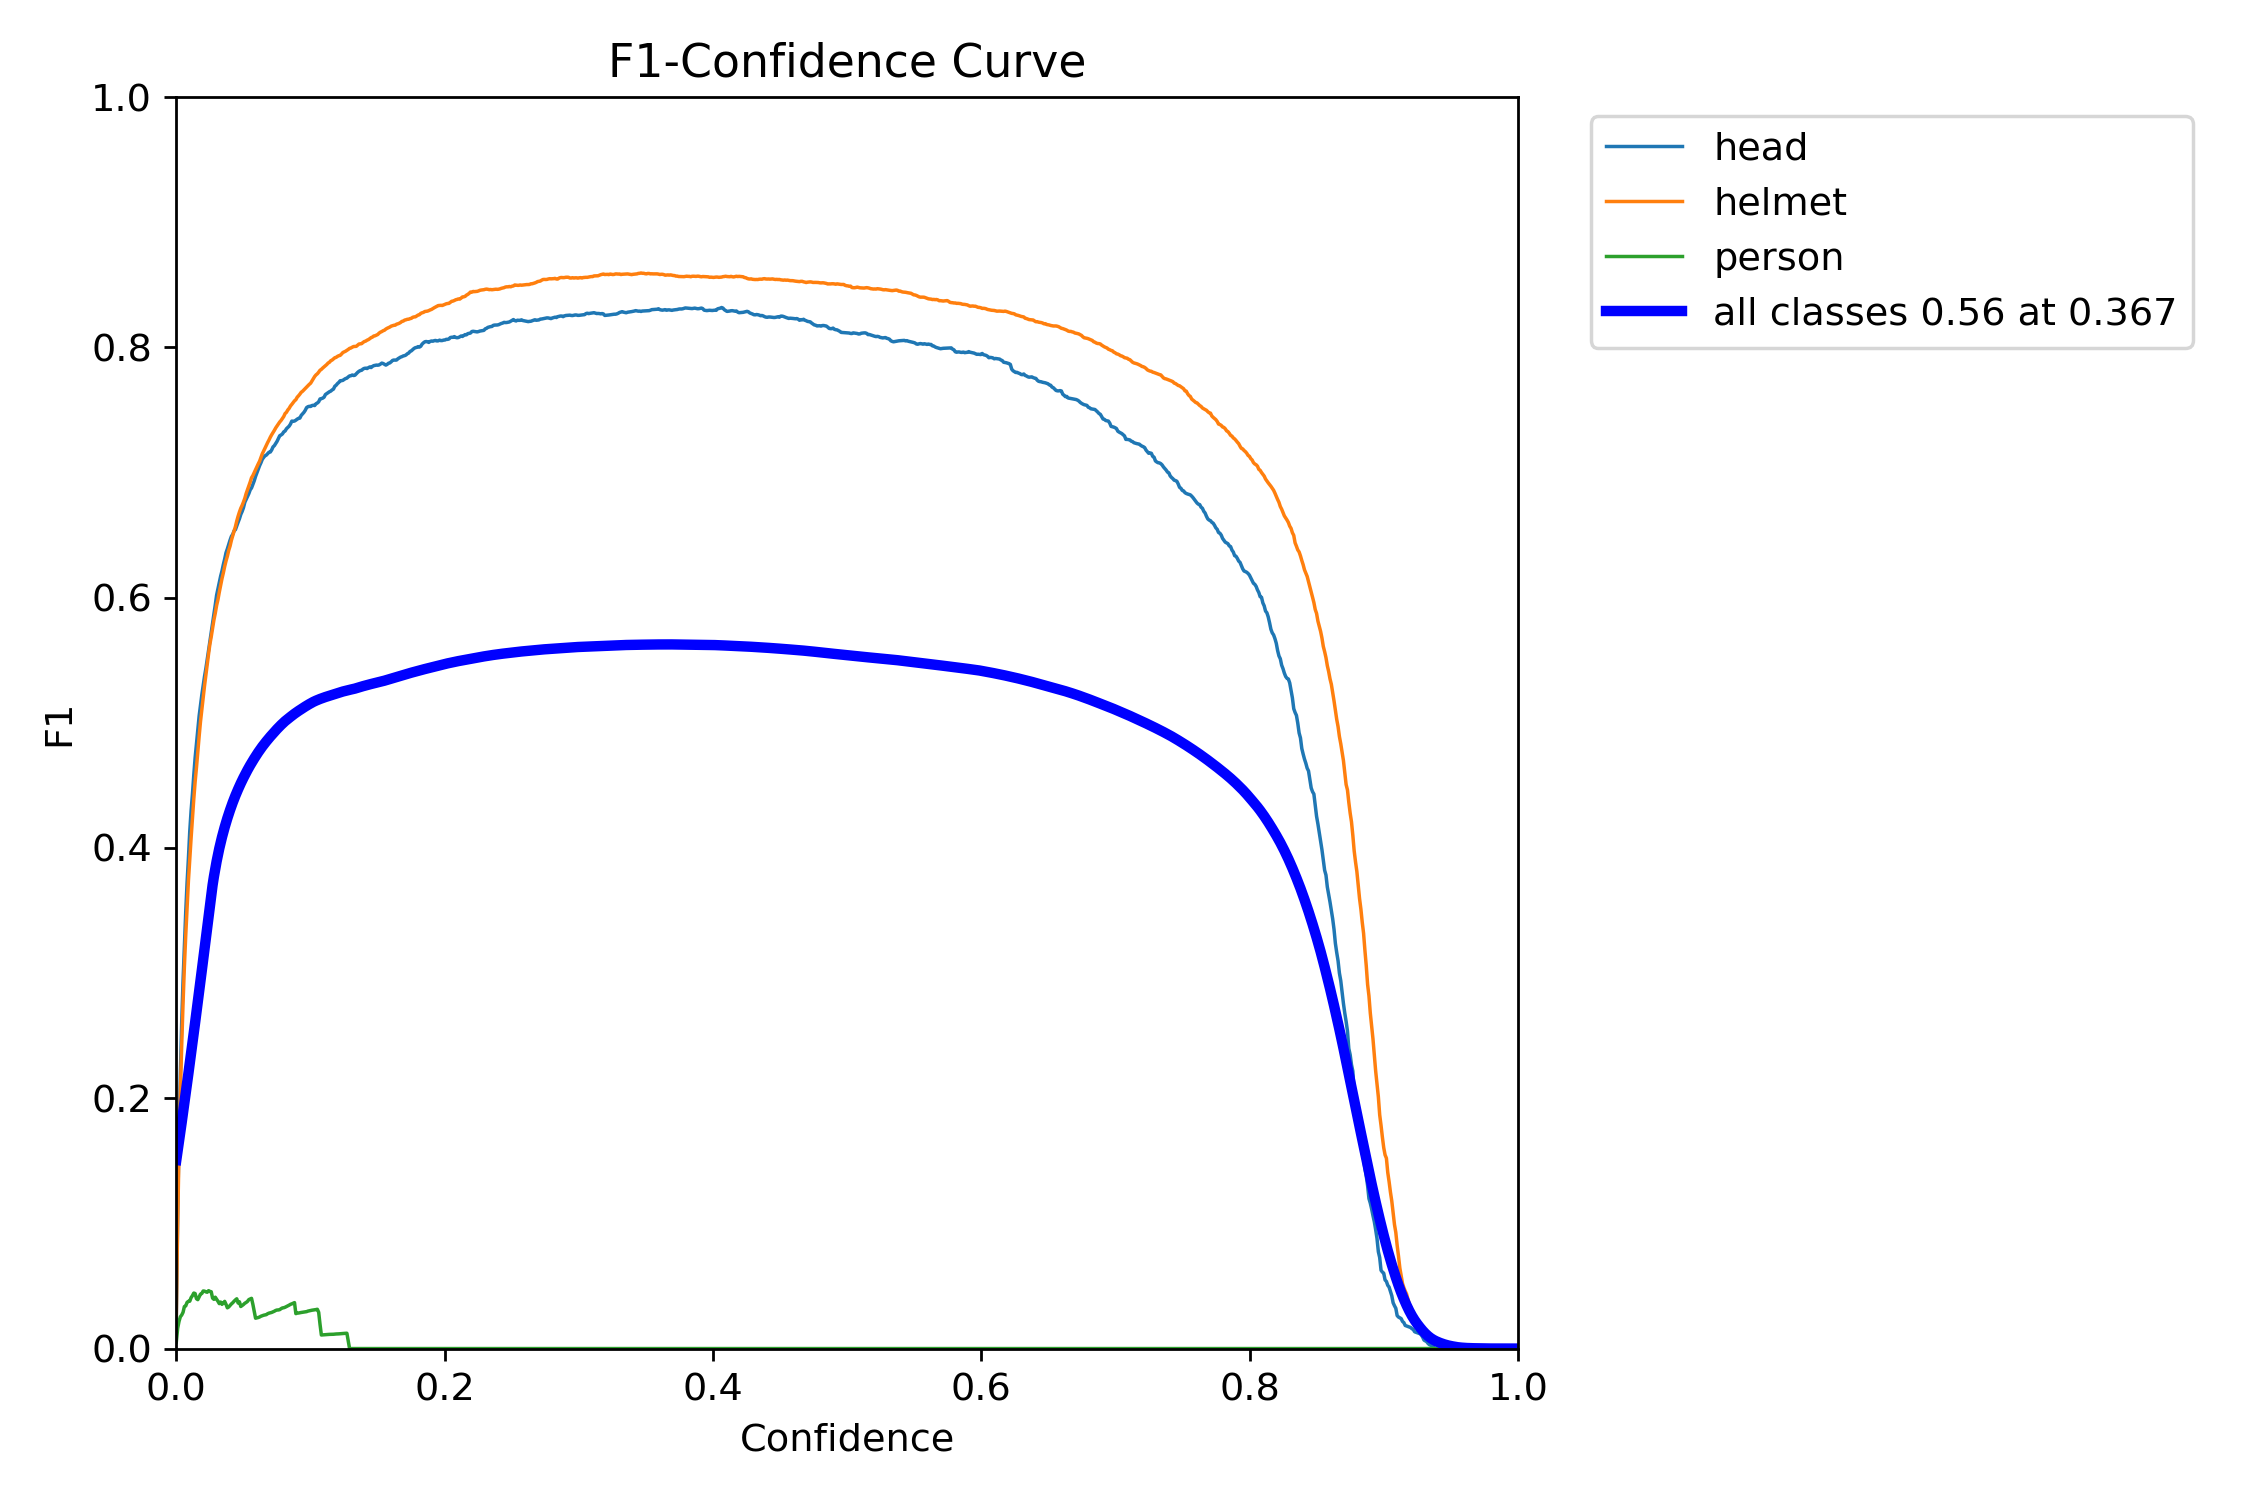 F1-Confidence Curve
1.0
0.8
0.6
0.4
0.2
0.0
F1
0.0 0.2 0.4 0.6 0.8 1.0
Confidence
head
helmet
person
all classes 0.56 at 0.367